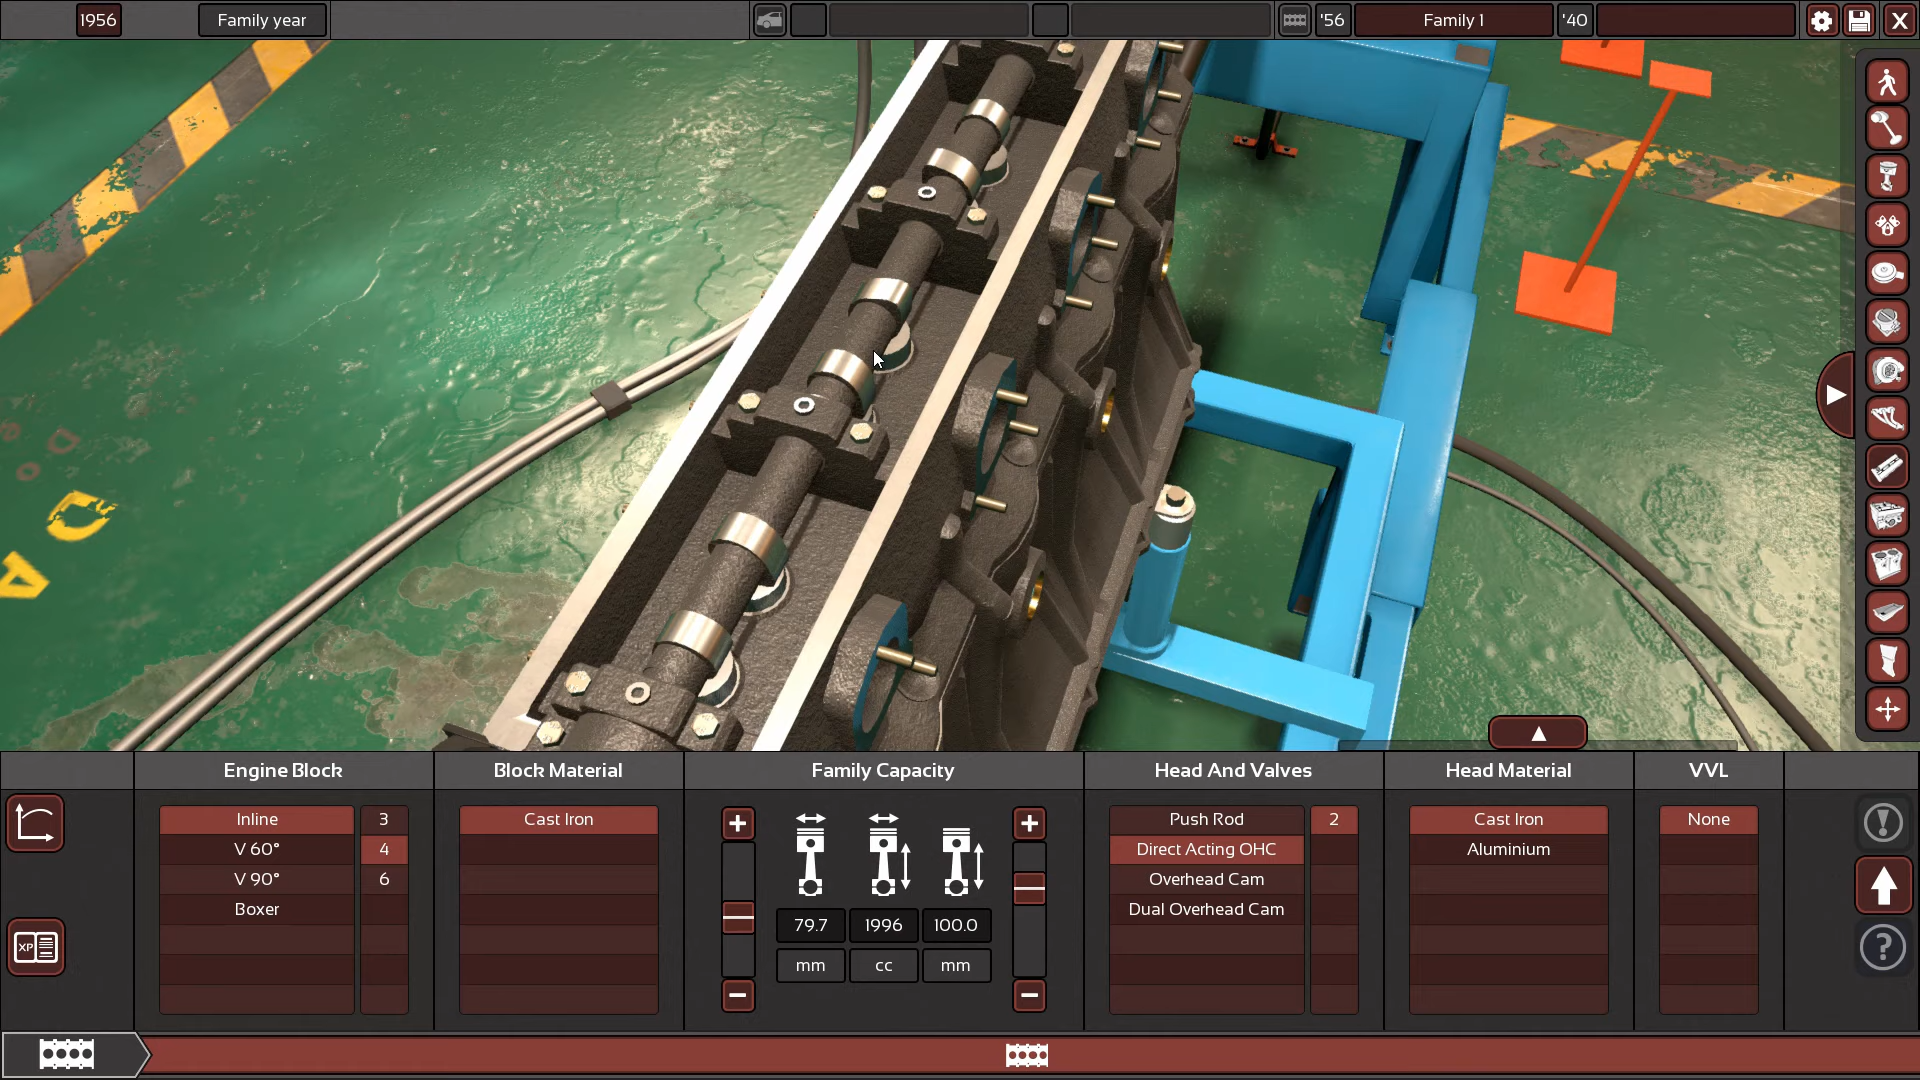 1956
Family year
'56
Family 1
'40
X
D
A
Engine Block
Block Material
Family Capacity
Head And Valves
Head Material
VVL
Inline
3
V 60°
4
V 90°
6
Boxer
Cast Iron
+
+
79.7
1996
100.0
mm
cc
mm
−
−
Push Rod
2
Direct Acting OHC
Overhead Cam
Dual Overhead Cam
Cast Iron
Aluminium
None
XP
!
?